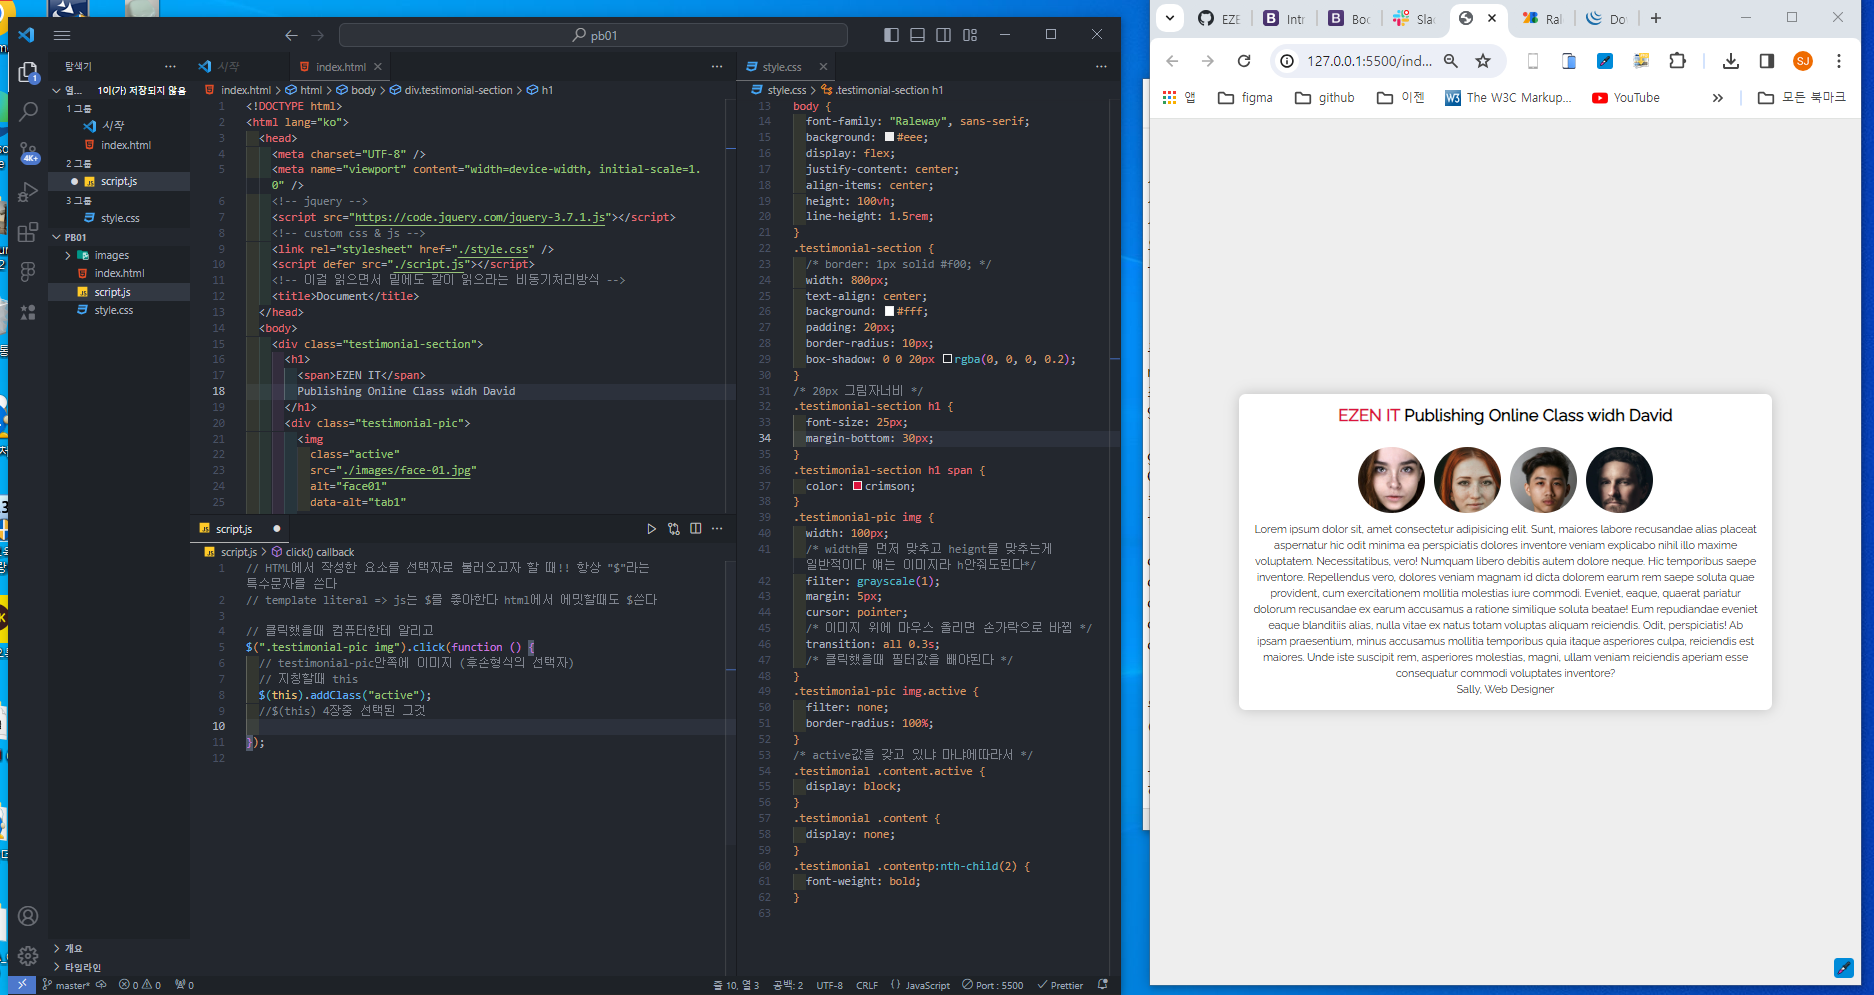 pb01
탐색기
시작
index.html
style.css
열...
1이(가) 저장되지 않음
1 그룹
시작
index.html
2 그룹
script.js
3 그룹
style.css
PB01
images
index.html
script.js
style.css
개요
타임라인
index.html > html > body > div.testimonial-section > h1
1 <!DOCTYPE html>
2 <html lang="ko">
3 <head>
4 <meta charset="UTF-8" />
5 <meta name="viewport" content="width=device-width, initial-scale=1.
0" />
6 <!-- jquery -->
7 <script src="https://code.jquery.com/jquery-3.7.1.js"></script>
8 <!-- custom css & js -->
9 <link rel="stylesheet" href="./style.css" />
10 <script defer src="./script.js"></script>
11 <!-- 이걸 읽으면서 밑에도 같이 읽으라는 비동기처리방식 -->
12 <title>Document</title>
13 </head>
14 <body>
15 <div class="testimonial-section">
16 <h1>
17 <span>EZEN IT</span>
18 Publishing Online Class widh David
19 </h1>
20 <div class="testimonial-pic">
21 <img
22 class="active"
23 src="./images/face-01.jpg"
24 alt="face01"
25 data-alt="tab1"
script.js
script.js > click() callback
1 // HTML에서 작성한 요소를 선택자로 불러오고자 할 때!! 항상 "$"라는
특수문자를 쓴다
2 // template literal => js는 $를 좋아한다 html에서 에밋할때도 $쓴다
3
4 // 클릭했을때 컴퓨터한테 알리고
5 $(".testimonial-pic img").click(function () {
6 // testimonial-pic안쪽에 이미지 (후손형식의 선택자)
7 // 지칭할때 this
8 $(this).addClass("active");
9 //$(this) 4장중 선택된 그것
10
11 });
12
style.css > .testimonial-section h1
13 body {
14 font-family: "Raleway", sans-serif;
15 background: #eee;
16 display: flex;
17 justify-content: center;
18 align-items: center;
19 height: 100vh;
20 line-height: 1.5rem;
21 }
22 .testimonial-section {
23 /* border: 1px solid #f00; */
24 width: 800px;
25 text-align: center;
26 background: #fff;
27 padding: 20px;
28 border-radius: 10px;
29 box-shadow: 0 0 20px rgba(0, 0, 0, 0.2);
30 }
31 /* 20px 그림자너비 */
32 .testimonial-section h1 {
33 font-size: 25px;
34 margin-bottom: 30px;
35 }
36 .testimonial-section h1 span {
37 color: crimson;
38 }
39 .testimonial-pic img {
40 width: 100px;
41 /* width를 먼저 맞추고 heignt를 맞추는게
일반적이다 얘는 이미지라 h안줘도된다*/
42 filter: grayscale(1);
43 margin: 5px;
44 cursor: pointer;
45 /* 이미지 위에 마우스 올리면 손가락으로 바뀜 */
46 transition: all 0.3s;
47 /* 클릭했을때 필터값을 빼야된다 */
48 }
49 .testimonial-pic img.active {
50 filter: none;
51 border-radius: 100%;
52 }
53 /* active값을 갖고 있냐 마냐에따라서 */
54 .testimonial .content.active {
55 display: block;
56 }
57 .testimonial .content {
58 display: none;
59 }
60 .testimonial .contentp:nth-child(2) {
61 font-weight: bold;
62 }
63
master* 0 0 0
줄 10, 열 3 공백: 2 UTF-8 CRLF JavaScript Port : 5500 Prettier
EZE
Intr
Boo
Slac
Ral
Do
127.0.0.1:5500/ind...
SJ
앱 figma github 이젠 The W3C Markup... YouTube 모든 북마크
EZEN IT Publishing Online Class widh David
Lorem ipsum dolor sit, amet consectetur adipisicing elit. Sunt, maiores labore recusandae alias placeat
aspernatur hic odit minima ea perspiciatis dolores inventore veniam explicabo nihil illo maxime
voluptatem. Necessitatibus, vero! Numquam libero debitis autem dolore neque. Hic temporibus saepe
inventore. Repellendus vero, dolores veniam magnam id dicta dolorem earum rem saepe soluta quae
provident, cum exercitationem mollitia molestias iure commodi. Eveniet, eaque, quaerat pariatur
dolorum recusandae ex earum accusamus a ratione similique soluta beatae! Eum repudiandae eveniet
eaque blanditiis alias, nulla vitae ex natus totam voluptas aliquam reiciendis. Odit, perspiciatis! Ab
ipsam praesentium, minus accusamus mollitia temporibus quia itaque asperiores culpa, reiciendis est
maiores. Unde iste suscipit rem, asperiores molestias, magni, ullam veniam reiciendis aperiam esse
consequatur commodi voluptates inventore?
Sally, Web Designer